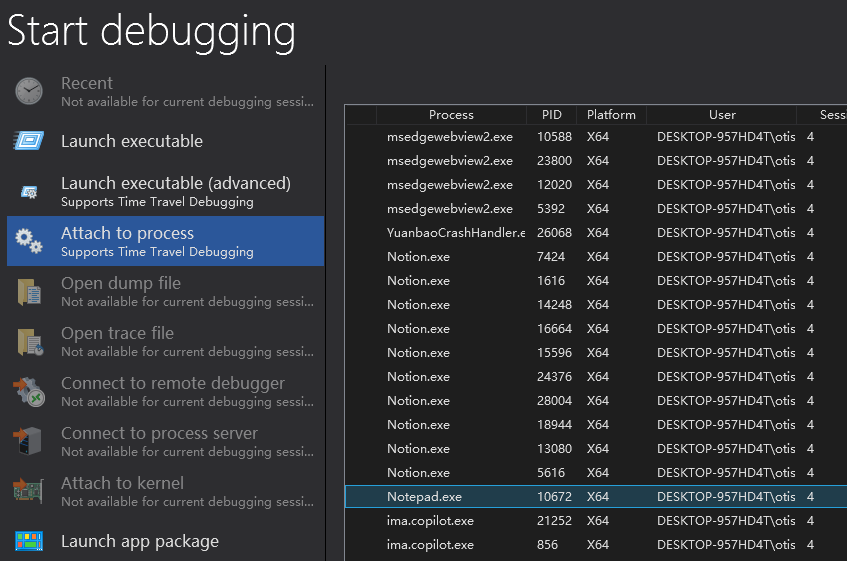 Start debugging
Recent
Not available for current debugging sessi...
Launch executable
Launch executable (advanced)
Supports Time Travel Debugging
Attach to process
Supports Time Travel Debugging
Open dump file
Not available for current debugging sessi...
Open trace file
Not available for current debugging sessi...
Connect to remote debugger
Not available for current debugging sessi...
Connect to process server
Not available for current debugging sessi...
Attach to kernel
Not available for current debugging sessi...
Launch app package
Process PID Platform User Sessi
msedgewebview2.exe 10588 X64 DESKTOP-957HD4T\otis 4
msedgewebview2.exe 23800 X64 DESKTOP-957HD4T\otis 4
msedgewebview2.exe 12020 X64 DESKTOP-957HD4T\otis 4
msedgewebview2.exe 5392 X64 DESKTOP-957HD4T\otis 4
YuanbaoCrashHandler.e 26068 X64 DESKTOP-957HD4T\otis 4
Notion.exe 7424 X64 DESKTOP-957HD4T\otis 4
Notion.exe 1616 X64 DESKTOP-957HD4T\otis 4
Notion.exe 14248 X64 DESKTOP-957HD4T\otis 4
Notion.exe 16664 X64 DESKTOP-957HD4T\otis 4
Notion.exe 15596 X64 DESKTOP-957HD4T\otis 4
Notion.exe 24376 X64 DESKTOP-957HD4T\otis 4
Notion.exe 28004 X64 DESKTOP-957HD4T\otis 4
Notion.exe 18944 X64 DESKTOP-957HD4T\otis 4
Notion.exe 13080 X64 DESKTOP-957HD4T\otis 4
Notion.exe 5616 X64 DESKTOP-957HD4T\otis 4
Notepad.exe 10672 X64 DESKTOP-957HD4T\otis 4
ima.copilot.exe 21252 X64 DESKTOP-957HD4T\otis 4
ima.copilot.exe 856 X64 DESKTOP-957HD4T\otis 4